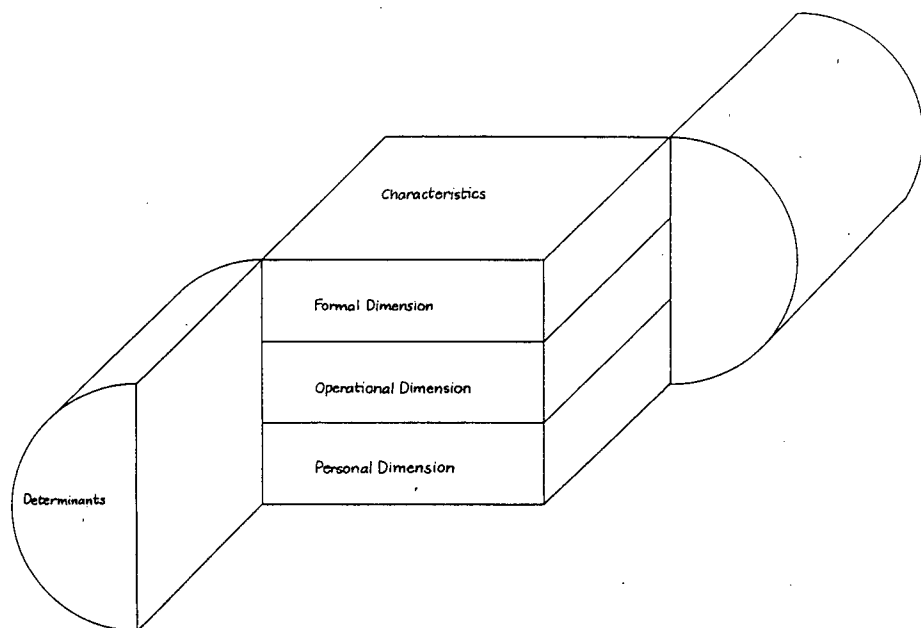 Characteristics
Formal Dimension
Operational Dimension
Personal Dimension
Determinants